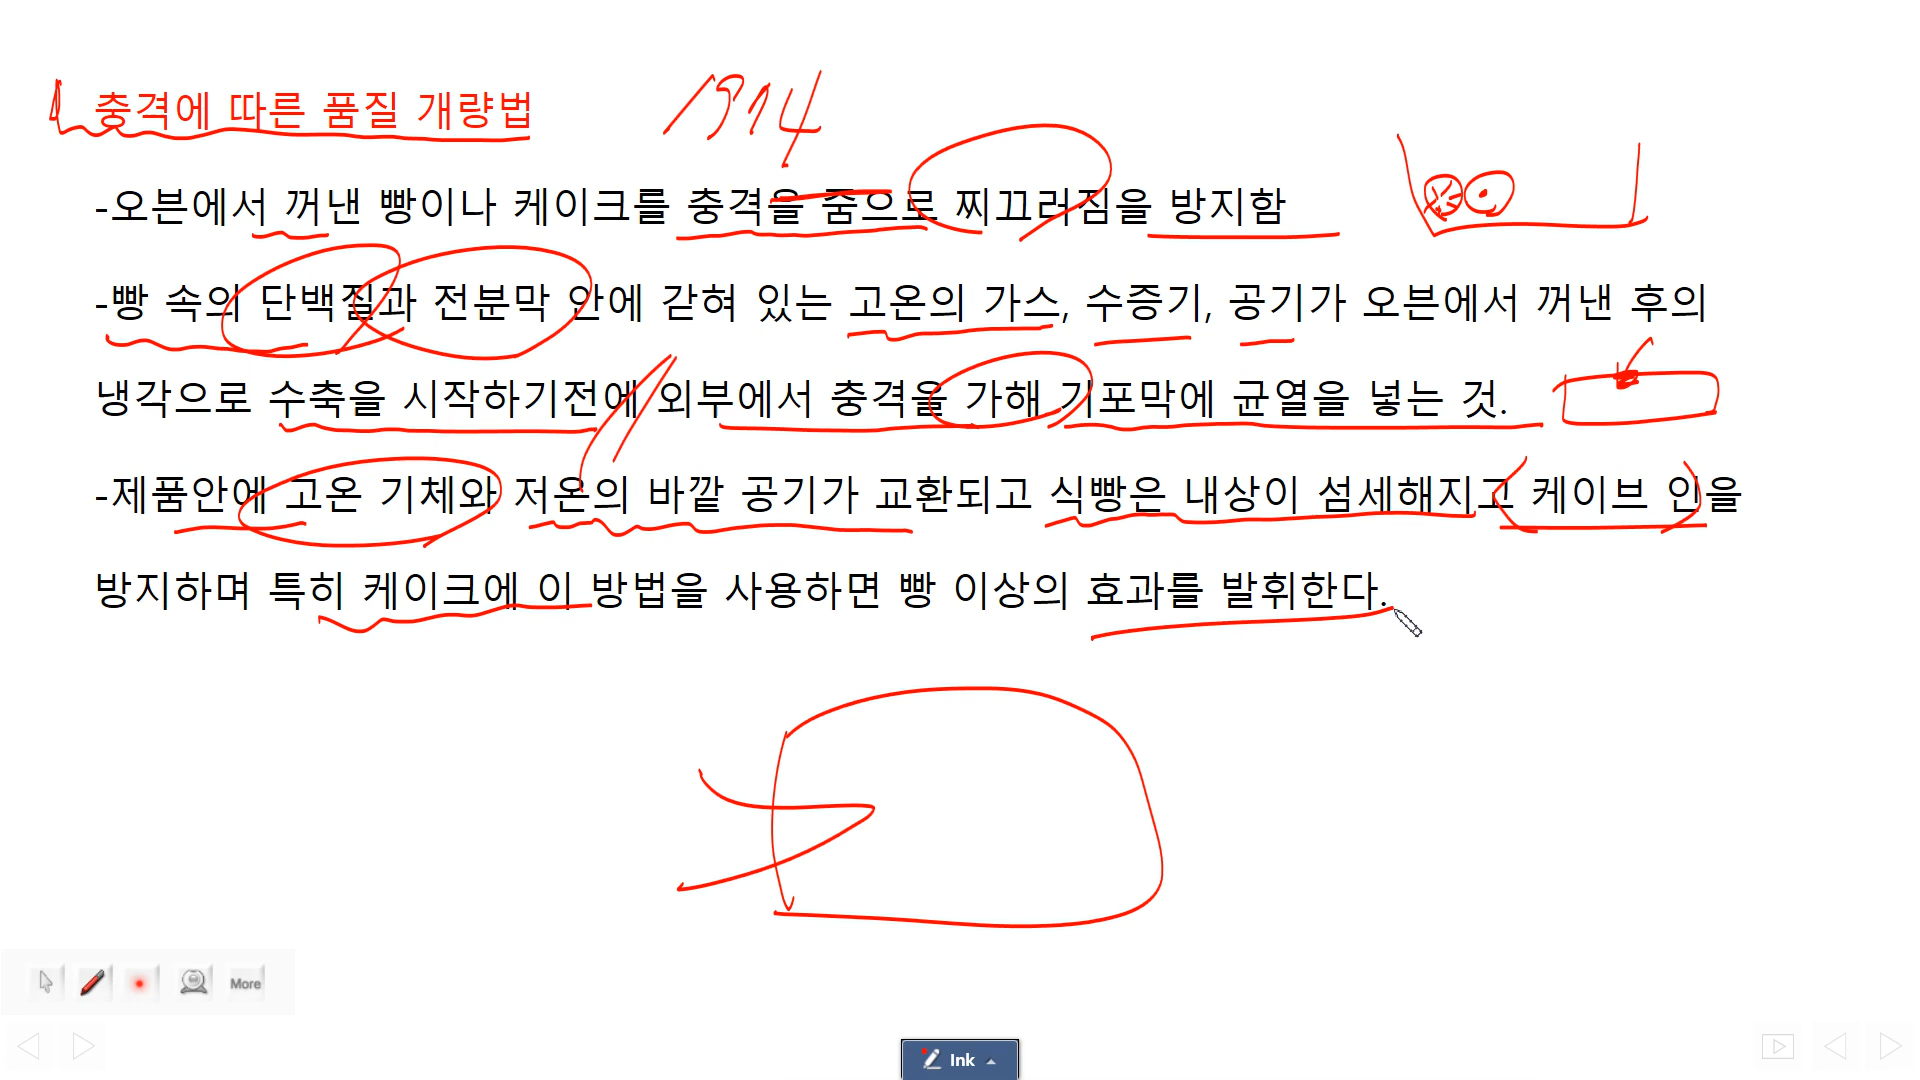 충격에 따른 품질 개량법
1974
-오븐에서 꺼낸 빵이나 케이크를 충격을 줌으로 찌끄러짐을 방지함
-빵 속의 단백질과 전분막 안에 갇혀 있는 고온의 가스, 수증기, 공기가 오븐에서 꺼낸 후의
냉각으로 수축을 시작하기전에 외부에서 충격을 가해 기포막에 균열을 넣는 것.
-제품안에 고온 기체와 저온의 바깥 공기가 교환되고 식빵은 내상이 섬세해지고 케이브 인을
방지하며 특히 케이크에 이 방법을 사용하면 빵 이상의 효과를 발휘한다.
More
Ink